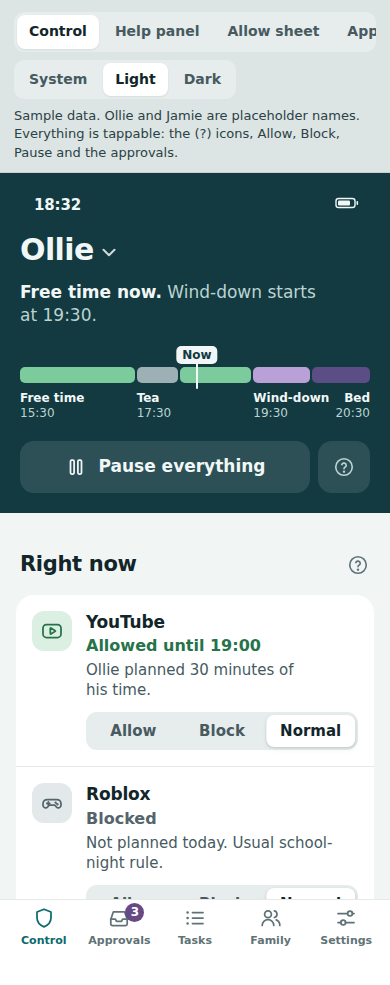 Control Help panel Allow sheet App
System Light Dark
Sample data. Ollie and Jamie are placeholder names.
Everything is tappable: the (?) icons, Allow, Block,
Pause and the approvals.
18:32
Ollie
Free time now. Wind-down starts
at 19:30.
Now
Free time Tea Wind-down Bed
15:30 17:30 19:30 20:30
Pause everything
Right now
YouTube
Allowed until 19:00
Ollie planned 30 minutes of
his time.
Allow Block Normal
Roblox
Blocked
Not planned today. Usual school-
night rule.
3
Control Approvals Tasks Family Settings